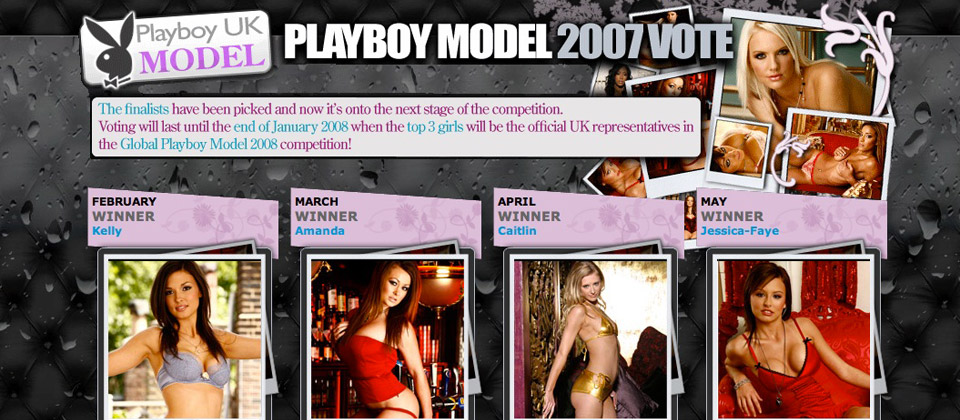 Playboy UK
MODEL
PLAYBOY MODEL 2007 VOTE
The finalists have been picked and now it's onto the next stage of the competition.
Voting will last until the end of January 2008 when the top 3 girls will be the official UK representatives in
the Global Playboy Model 2008 competition!
FEBRUARY
WINNER
Kelly
MARCH
WINNER
Amanda
APRIL
WINNER
Caitlin
MAY
WINNER
Jessica-Faye